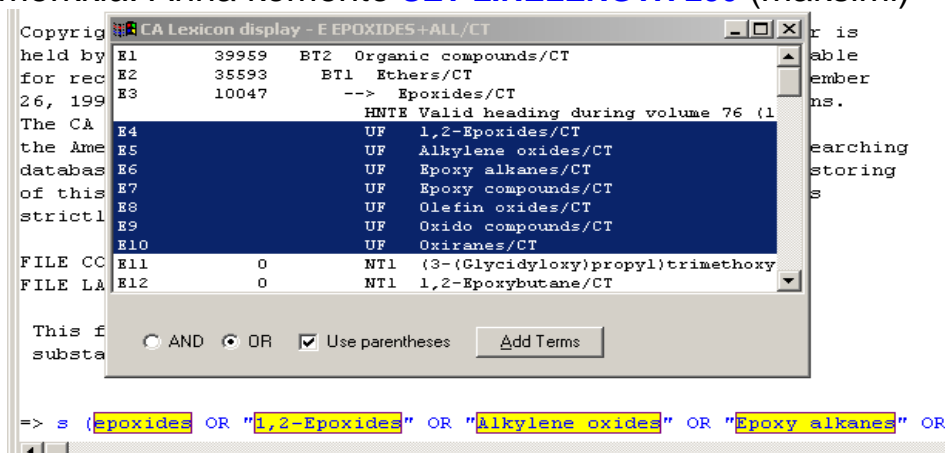 SET LINELENGTH 250 (maksimi)
Copyrig
r is
held by
able
for rec
ember
26, 199
ns.
The CA
the Ame
earching
databas
storing
of this
s
strictl
FILE CO
FILE LA
This f
substa
CA Lexicon display - E EPOXIDES+ALL/CT
E1 39959 BT2 Organic compounds/CT
E2 35593 BT1 Ethers/CT
E3 10047 --> Epoxides/CT
HNTE Valid heading during volume 76 (1
E4 UF 1,2-Epoxides/CT
E5 UF Alkylene oxides/CT
E6 UF Epoxy alkanes/CT
E7 UF Epoxy compounds/CT
E8 UF Olefin oxides/CT
E9 UF Oxido compounds/CT
E10 UF Oxiranes/CT
E11 0 NT1 (3-(Glycidyloxy)propyl)trimethoxy
E12 0 NT1 1,2-Epoxybutane/CT
AND OR Use parentheses Add Terms
=> s (epoxides OR "1,2-Epoxides" OR "Alkylene oxides" OR "Epoxy alkanes" OR